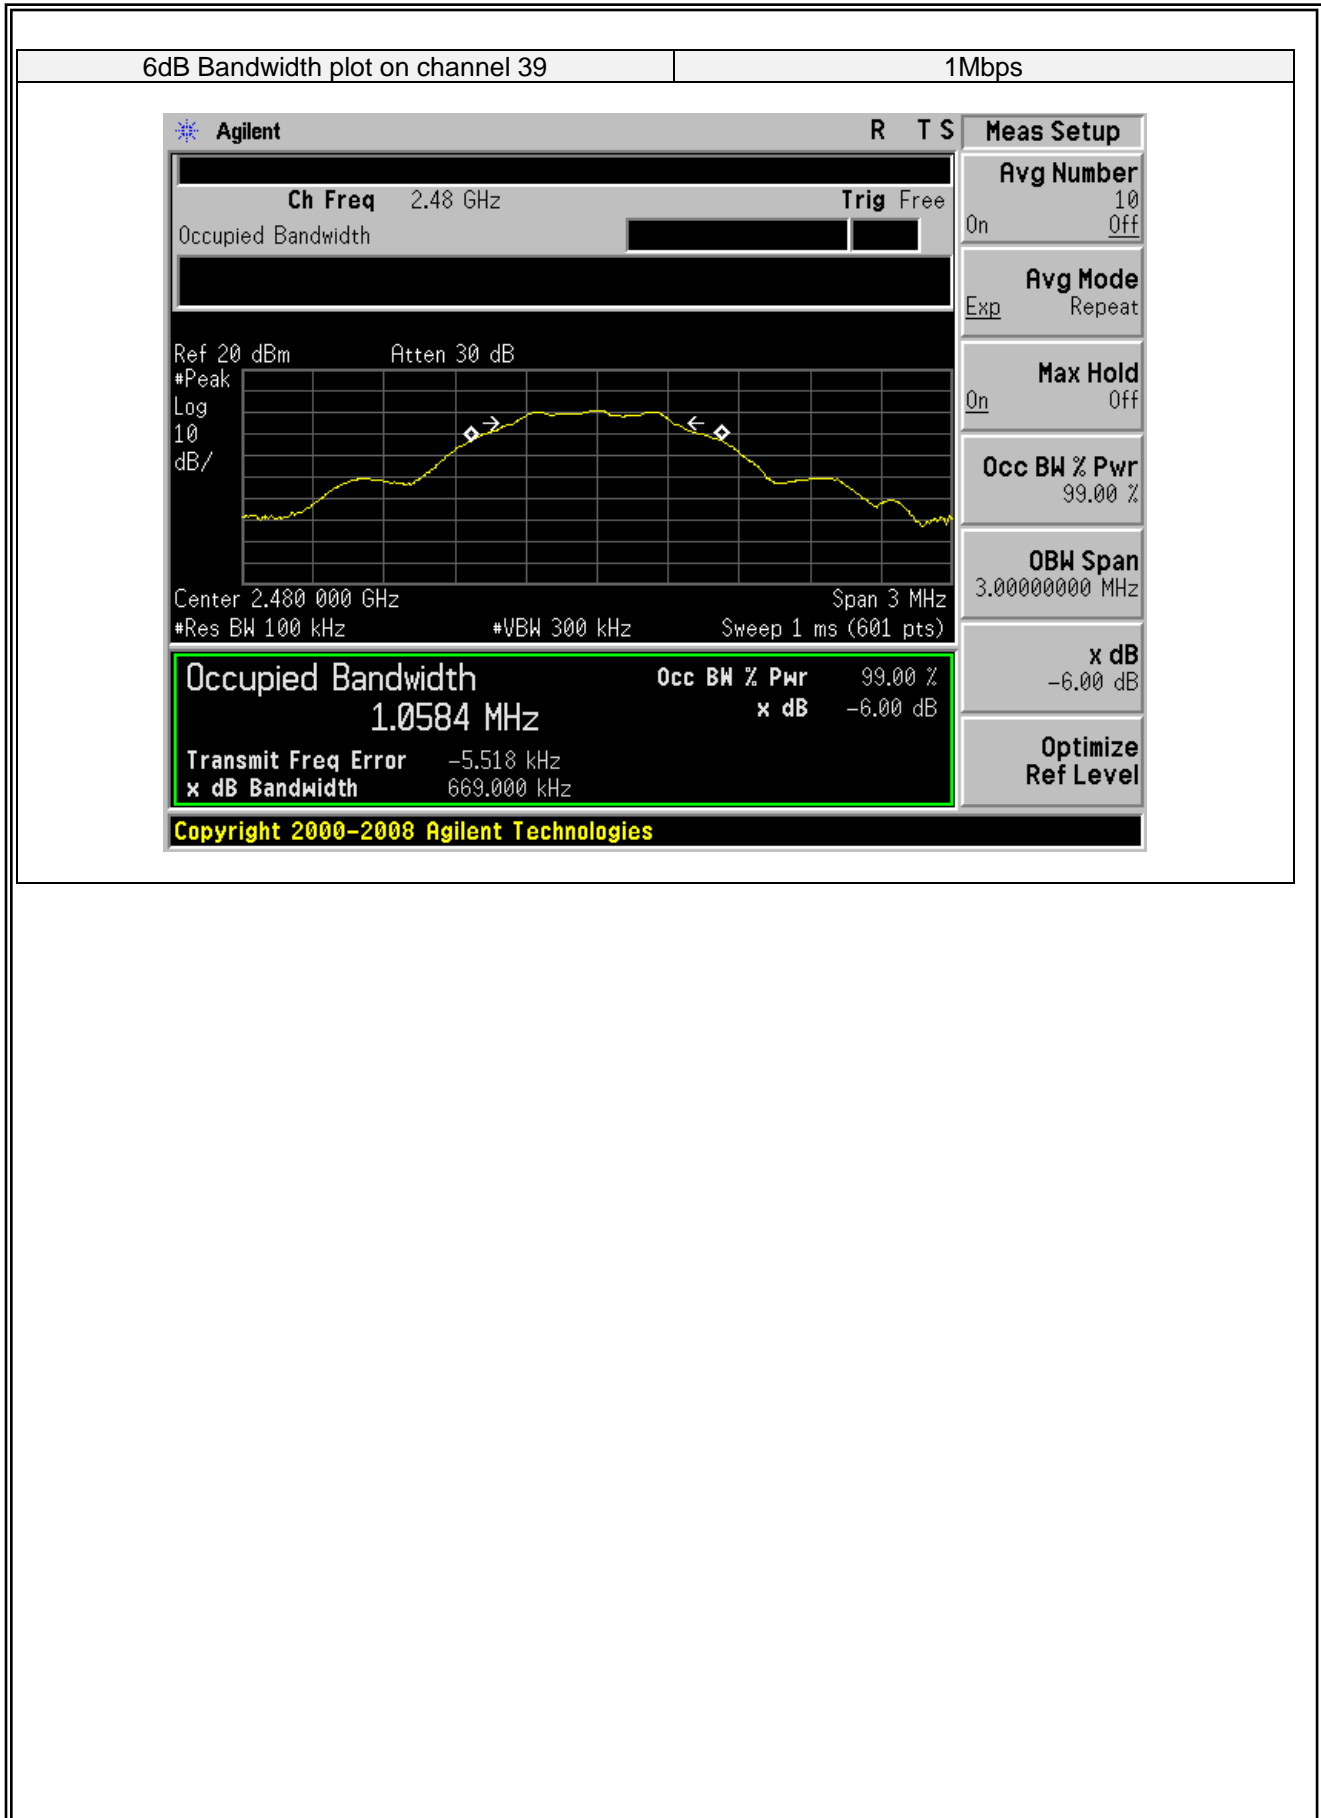 6dB Bandwidth plot on channel 39 1Mbps
Agilent R T S Meas Setup
Ch Freq 2.48 GHz Trig Free
Occupied Bandwidth
Avg Number
10
On Off
Avg Mode
Exp Repeat
Max Hold
On Off
Occ BW % Pwr
99.00 %
OBW Span
3.00000000 MHz
x dB
-6.00 dB
Optimize
Ref Level
Ref 20 dBm Atten 30 dB
#Peak
Log
10
dB/
Center 2.480 000 GHz Span 3 MHz
#Res BW 100 kHz #VBW 300 kHz Sweep 1 ms (601 pts)
Occupied Bandwidth Occ BW % Pwr 99.00 %
1.0584 MHz x dB -6.00 dB
Transmit Freq Error -5.518 kHz
x dB Bandwidth 669.000 kHz
Copyright 2000-2008 Agilent Technologies